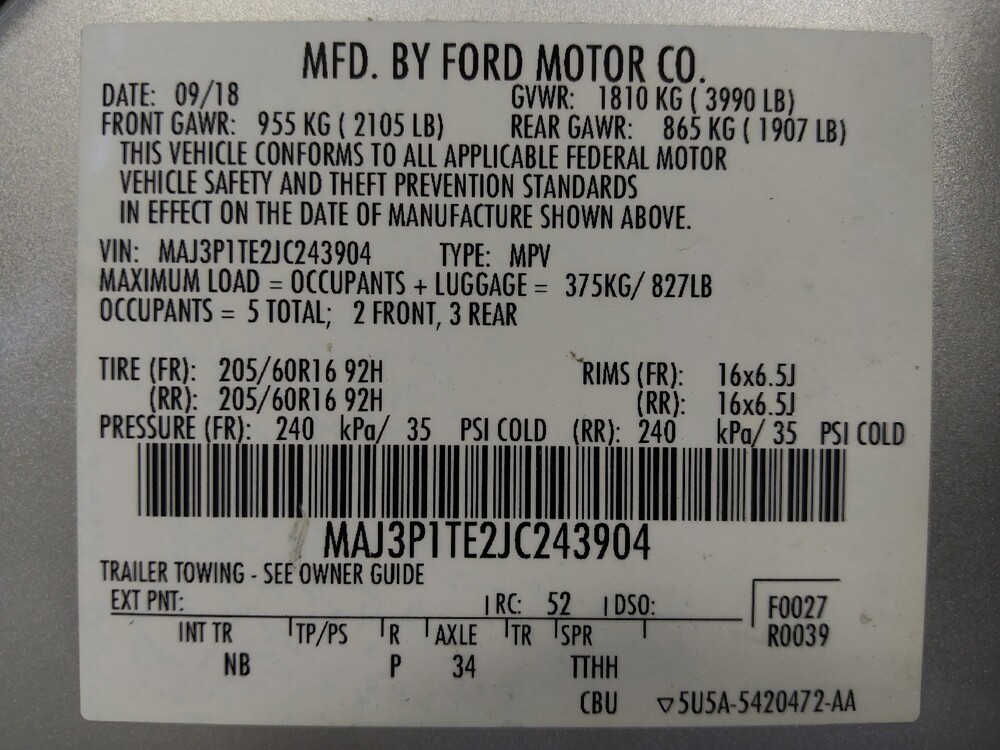 MFD. BY FORD MOTOR CO.
DATE: 09/18 GVWR: 1810 KG ( 3990 LB)
FRONT GAWR: 955 KG ( 2105 LB) REAR GAWR: 865 KG ( 1907 LB)
THIS VEHICLE CONFORMS TO ALL APPLICABLE FEDERAL MOTOR
VEHICLE SAFETY AND THEFT PREVENTION STANDARDS
IN EFFECT ON THE DATE OF MANUFACTURE SHOWN ABOVE.
VIN: MAJ3P1TE2JC243904 TYPE: MPV
MAXIMUM LOAD = OCCUPANTS + LUGGAGE = 375KG/ 827LB
OCCUPANTS = 5 TOTAL; 2 FRONT, 3 REAR
TIRE (FR): 205/60R16 92H RIMS (FR): 16x6.5J
(RR): 205/60R16 92H (RR): 16x6.5J
PRESSURE (FR): 240 kPa/ 35 PSI COLD (RR): 240 kPa/ 35 PSI COLD
MAJ3P1TE2JC243904
TRAILER TOWING - SEE OWNER GUIDE
EXT PNT: RC: 52 DSO: F0027
INT TR TP/PS R AXLE TR SPR R0039
NB P 34 TTHH
CBU ▽5U5A-5420472-AA